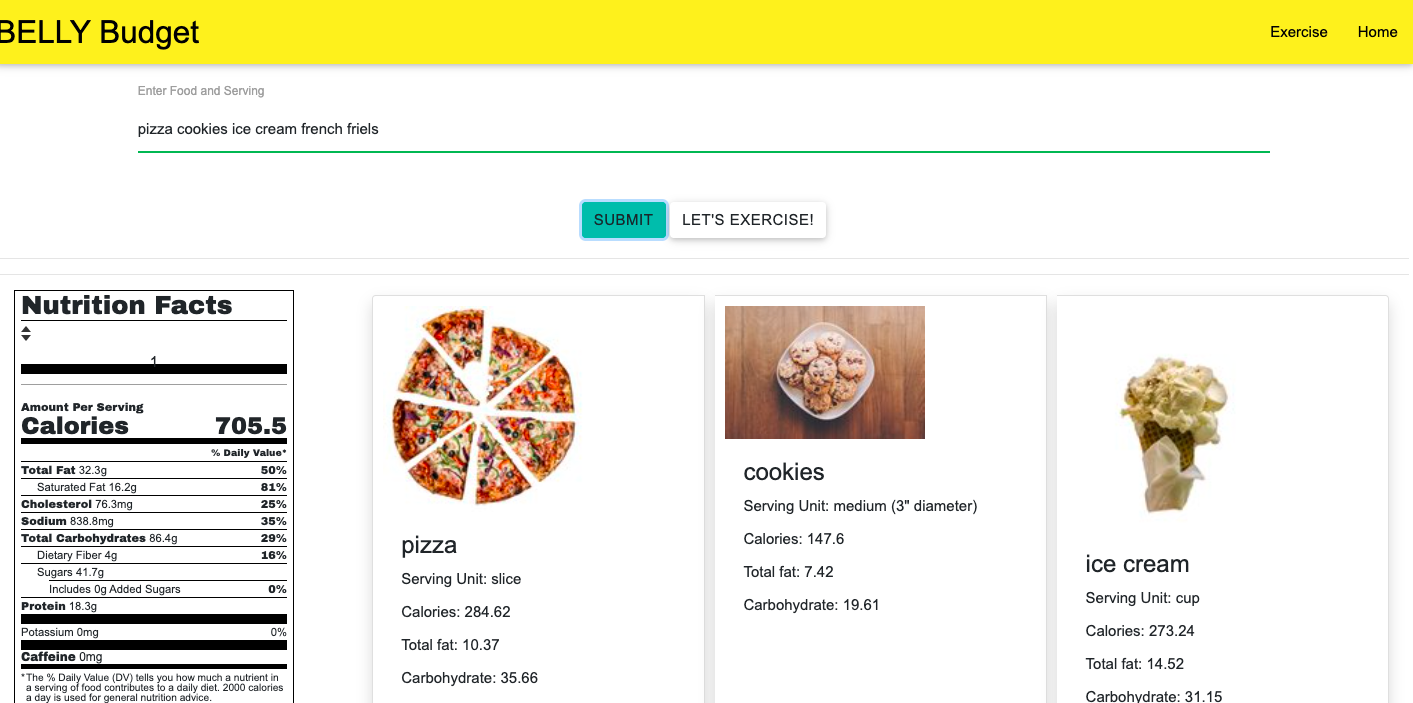 BELLY Budget
Exercise Home
Enter Food and Serving
pizza cookies ice cream french friels
SUBMIT LET'S EXERCISE!
Nutrition Facts
1
Amount Per Serving
Calories 705.5
% Daily Value*
Total Fat 32.3g 50%
Saturated Fat 16.2g 81%
Cholesterol 76.3mg 25%
Sodium 838.8mg 35%
Total Carbohydrates 86.4g 29%
Dietary Fiber 4g 16%
Sugars 41.7g
Includes 0g Added Sugars 0%
Protein 18.3g
Potassium 0mg 0%
Caffeine 0mg
*The % Daily Value (DV) tells you how much a nutrient in
a serving of food contributes to a daily diet. 2000 calories
a day is used for general nutrition advice.
pizza
Serving Unit: slice
Calories: 284.62
Total fat: 10.37
Carbohydrate: 35.66
cookies
Serving Unit: medium (3" diameter)
Calories: 147.6
Total fat: 7.42
Carbohydrate: 19.61
ice cream
Serving Unit: cup
Calories: 273.24
Total fat: 14.52
Carbohydrate: 31.15